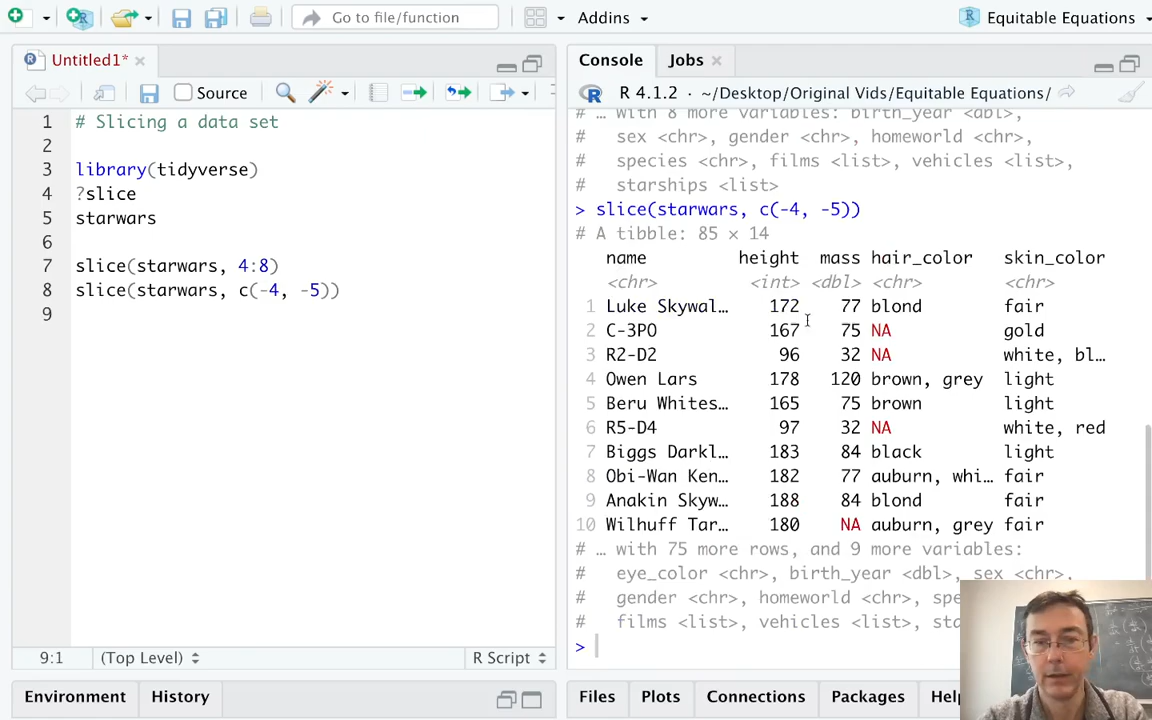 Go to file/function
Addins
Equitable Equations
Untitled1*
Source
1 # Slicing a data set
2
3 library(tidyverse)
4 ?slice
5 starwars
6
7 slice(starwars, 4:8)
8 slice(starwars, c(-4, -5))
9
9:1 (Top Level) R Script
Environment History
Console Jobs
R 4.1.2 · ~/Desktop/Original Vids/Equitable Equations/
# … with 8 more variables: birth_year <dbl>,
#   sex <chr>, gender <chr>, homeworld <chr>,
#   species <chr>, films <list>, vehicles <list>,
#   starships <list>
> slice(starwars, c(-4, -5))
# A tibble: 85 × 14
name height mass hair_color skin_color
<chr> <int> <dbl> <chr> <chr>
1 Luke Skywal… 172 77 blond fair
2 C-3PO 167 75 NA gold
3 R2-D2 96 32 NA white, bl…
4 Owen Lars 178 120 brown, grey light
5 Beru Whites… 165 75 brown light
6 R5-D4 97 32 NA white, red
7 Biggs Darkl… 183 84 black light
8 Obi-Wan Ken… 182 77 auburn, whi… fair
9 Anakin Skyw… 188 84 blond fair
10 Wilhuff Tar… 180 NA auburn, grey fair
# … with 75 more rows, and 9 more variables:
#   eye_color <chr>, birth_year <dbl>, sex <chr>,
#   gender <chr>, homeworld <chr>, spe
#   films <list>, vehicles <list>, sta
>
Files Plots Connections Packages Help